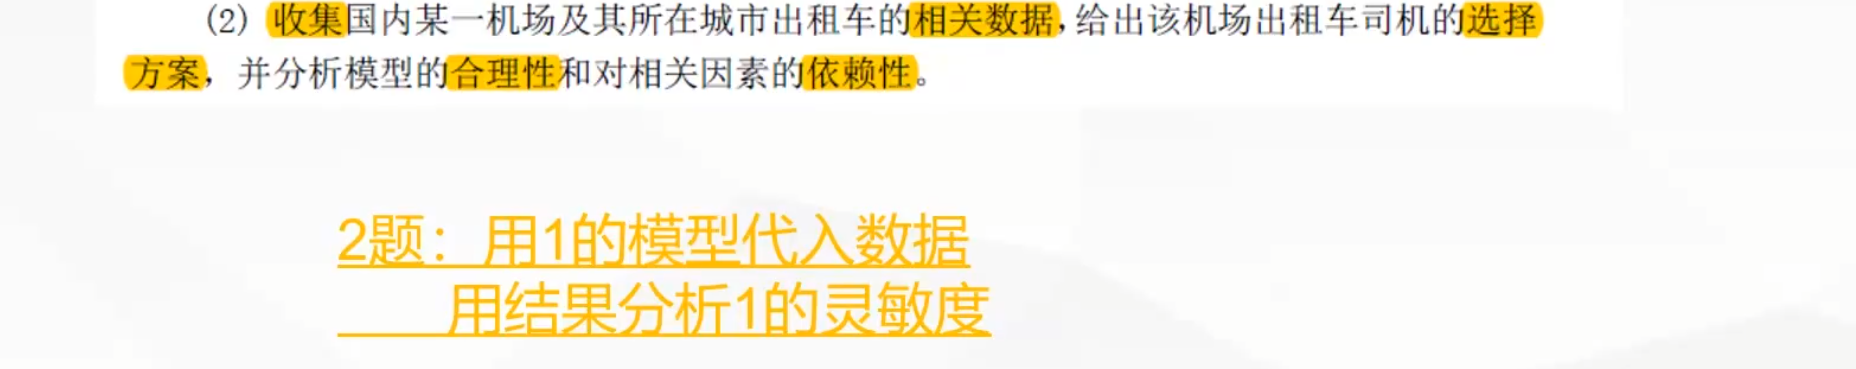 (2) 收集国内某一机场及其所在城市出租车的相关数据,给出该机场出租车司机的选择
方案，并分析模型的合理性和对相关因素的依赖性。
2题：用1的模型代入数据
用结果分析1的灵敏度